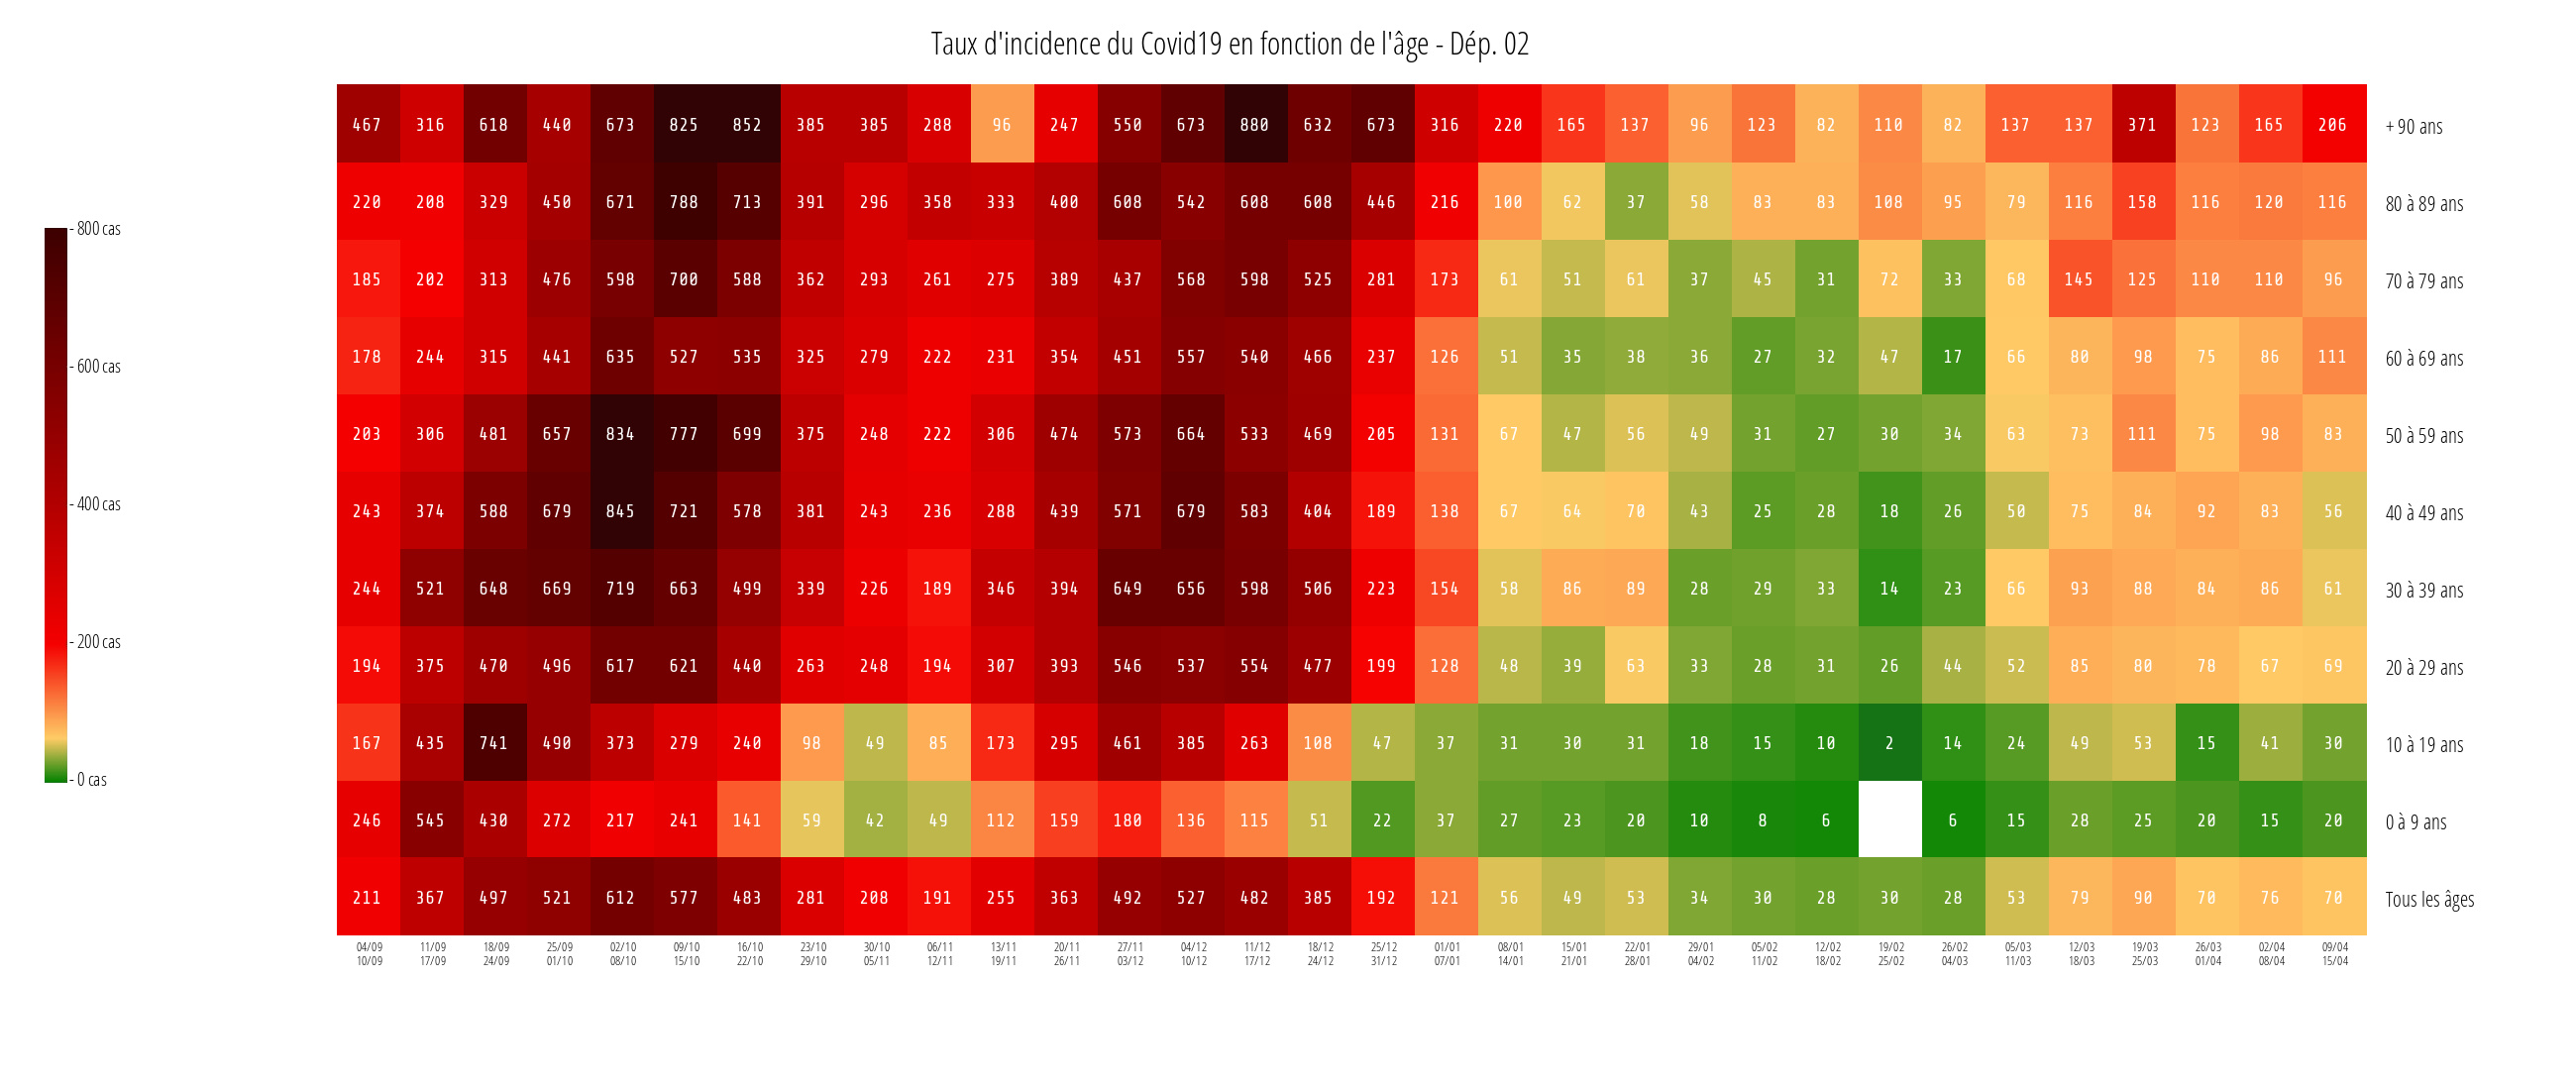 Taux d'incidence du Covid19 en fonction de l'âge - Dép. 02
- 800 cas
- 600 cas
- 400 cas
- 200 cas
- 0 cas
467 316 618 440 673 825 852 385 385 288 96 247 550 673 880 632 673 316 220 165 137 96 123 82 110 82 137 137 371 123 165 206 + 90 ans
220 208 329 450 671 788 713 391 296 358 333 400 608 542 608 608 446 216 100 62 37 58 83 83 108 95 79 116 158 116 120 116 80 à 89 ans
185 202 313 476 598 700 588 362 293 261 275 389 437 568 598 525 281 173 61 51 61 37 45 31 72 33 68 145 125 110 110 96 70 à 79 ans
178 244 315 441 635 527 535 325 279 222 231 354 451 557 540 466 237 126 51 35 38 36 27 32 47 17 66 80 98 75 86 111 60 à 69 ans
203 306 481 657 834 777 699 375 248 222 306 474 573 664 533 469 205 131 67 47 56 49 31 27 30 34 63 73 111 75 98 83 50 à 59 ans
243 374 588 679 845 721 578 381 243 236 288 439 571 679 583 404 189 138 67 64 70 43 25 28 18 26 50 75 84 92 83 56 40 à 49 ans
244 521 648 669 719 663 499 339 226 189 346 394 649 656 598 506 223 154 58 86 89 28 29 33 14 23 66 93 88 84 86 61 30 à 39 ans
194 375 470 496 617 621 440 263 248 194 307 393 546 537 554 477 199 128 48 39 63 33 28 31 26 44 52 85 80 78 67 69 20 à 29 ans
167 435 741 490 373 279 240 98 49 85 173 295 461 385 263 108 47 37 31 30 31 18 15 10 2 14 24 49 53 15 41 30 10 à 19 ans
246 545 430 272 217 241 141 59 42 49 112 159 180 136 115 51 22 37 27 23 20 10 8 6 6 15 28 25 20 15 20 0 à 9 ans
211 367 497 521 612 577 483 281 208 191 255 363 492 527 482 385 192 121 56 49 53 34 30 28 30 28 53 79 90 70 76 70 Tous les âges
04/09 11/09 18/09 25/09 02/10 09/10 16/10 23/10 30/10 06/11 13/11 20/11 27/11 04/12 11/12 18/12 25/12 01/01 08/01 15/01 22/01 29/01 05/02 12/02 19/02 26/02 05/03 12/03 19/03 26/03 02/04 09/04
10/09 17/09 24/09 01/10 08/10 15/10 22/10 29/10 05/11 12/11 19/11 26/11 03/12 10/12 17/12 24/12 31/12 07/01 14/01 21/01 28/01 04/02 11/02 18/02 25/02 04/03 11/03 18/03 25/03 01/04 08/04 15/04